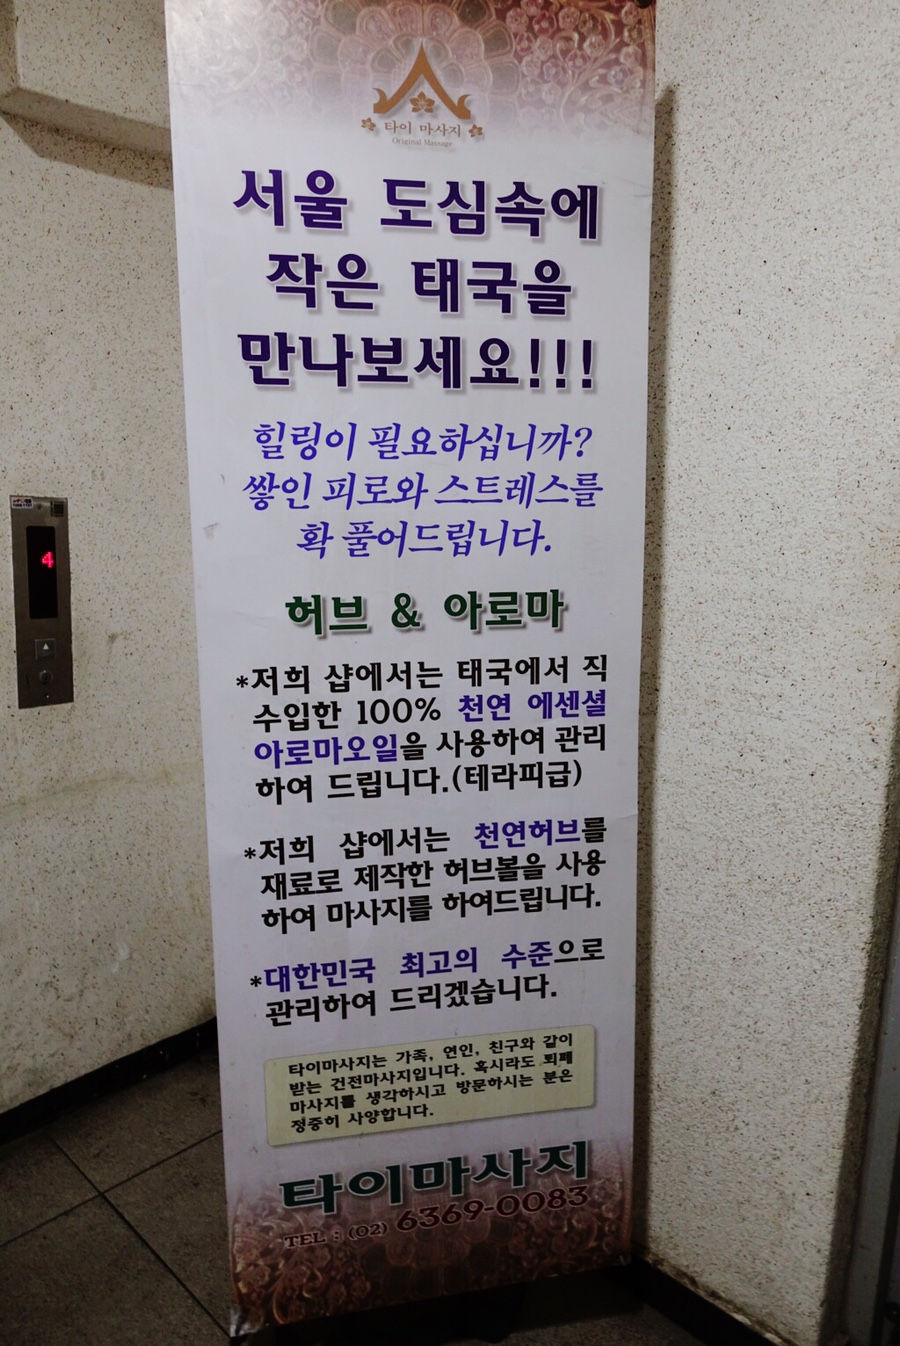 타이 마사지
Original Massage
서울 도심속에
작은 태국을
만나보세요!!!
힐링이 필요하십니까?
쌓인 피로와 스트레스를
확 풀어드립니다.
허브 & 아로마
*저희 샵에서는 태국에서 직
수입한 100% 천연 에센셜
아로마오일을 사용하여 관리
하여 드립니다.(테라피급)
*저희 샵에서는 천연허브를
재료로 제작한 허브볼을 사용
하여 마사지를 하여드립니다.
*대한민국 최고의 수준으로
관리하여 드리겠습니다.
타이마사지는 가족, 연인, 친구와 같이
받는 건전마사지입니다. 혹시라도 퇴폐
마사지를 생각하시고 방문하시는 분은
정중히 사양합니다.
타이마사지
TEL : (02) 6369-0083
4